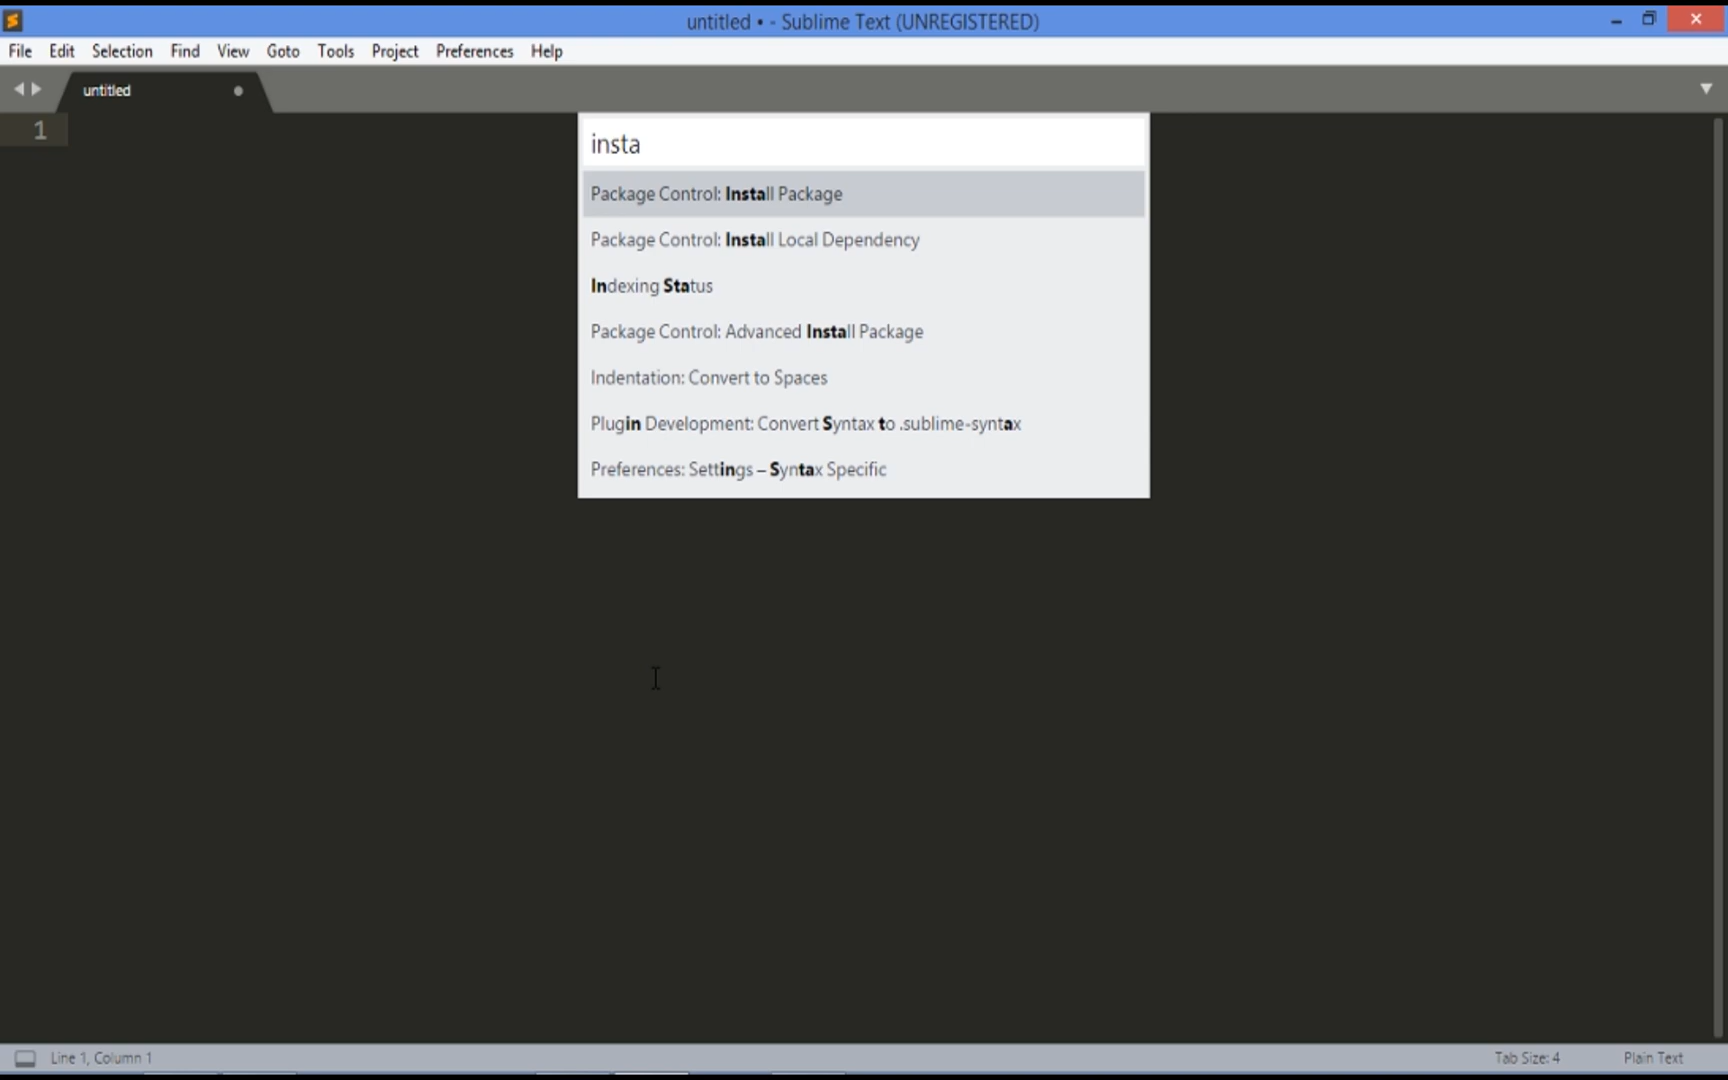 untitled • - Sublime Text (UNREGISTERED)
File Edit Selection Find View Goto Tools Project Preferences Help
untitled
1
insta
Package Control: Install Package
Package Control: Install Local Dependency
Indexing Status
Package Control: Advanced Install Package
Indentation: Convert to Spaces
Plugin Development: Convert Syntax to .sublime-syntax
Preferences: Settings – Syntax Specific
Line 1, Column 1 Tab Size: 4 Plain Text